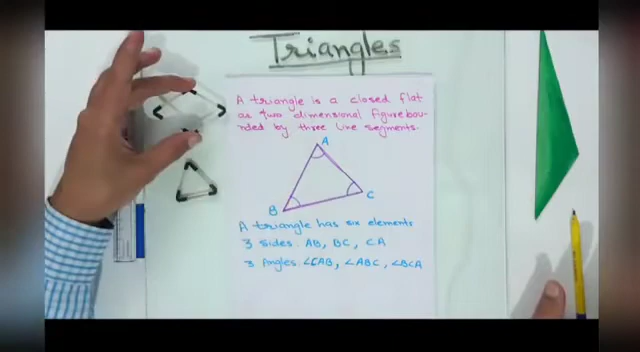 Triangles
A triangle is a closed flat
as two dimensional figure bou-
nded by three line segments.
A
C
B
A triangle has six elements
3 sides: AB, BC, CA
3 Angles: ∠CAB, ∠ABC, ∠BCA